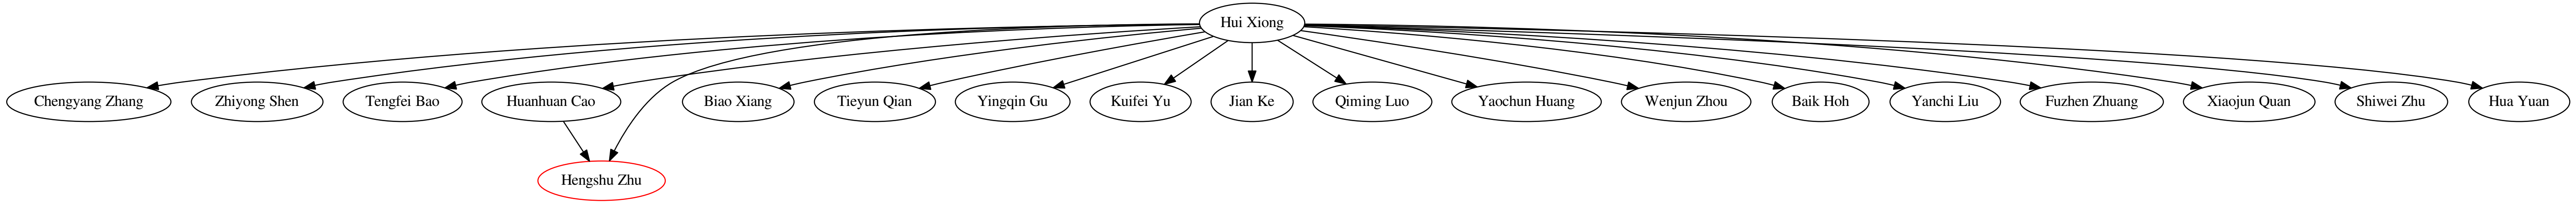 Hui Xiong
Chengyang Zhang
Zhiyong Shen
Tengfei Bao
Huanhuan Cao
Biao Xiang
Tieyun Qian
Yingqin Gu
Kuifei Yu
Jian Ke
Qiming Luo
Yaochun Huang
Wenjun Zhou
Baik Hoh
Yanchi Liu
Fuzhen Zhuang
Xiaojun Quan
Shiwei Zhu
Hua Yuan
Hengshu Zhu